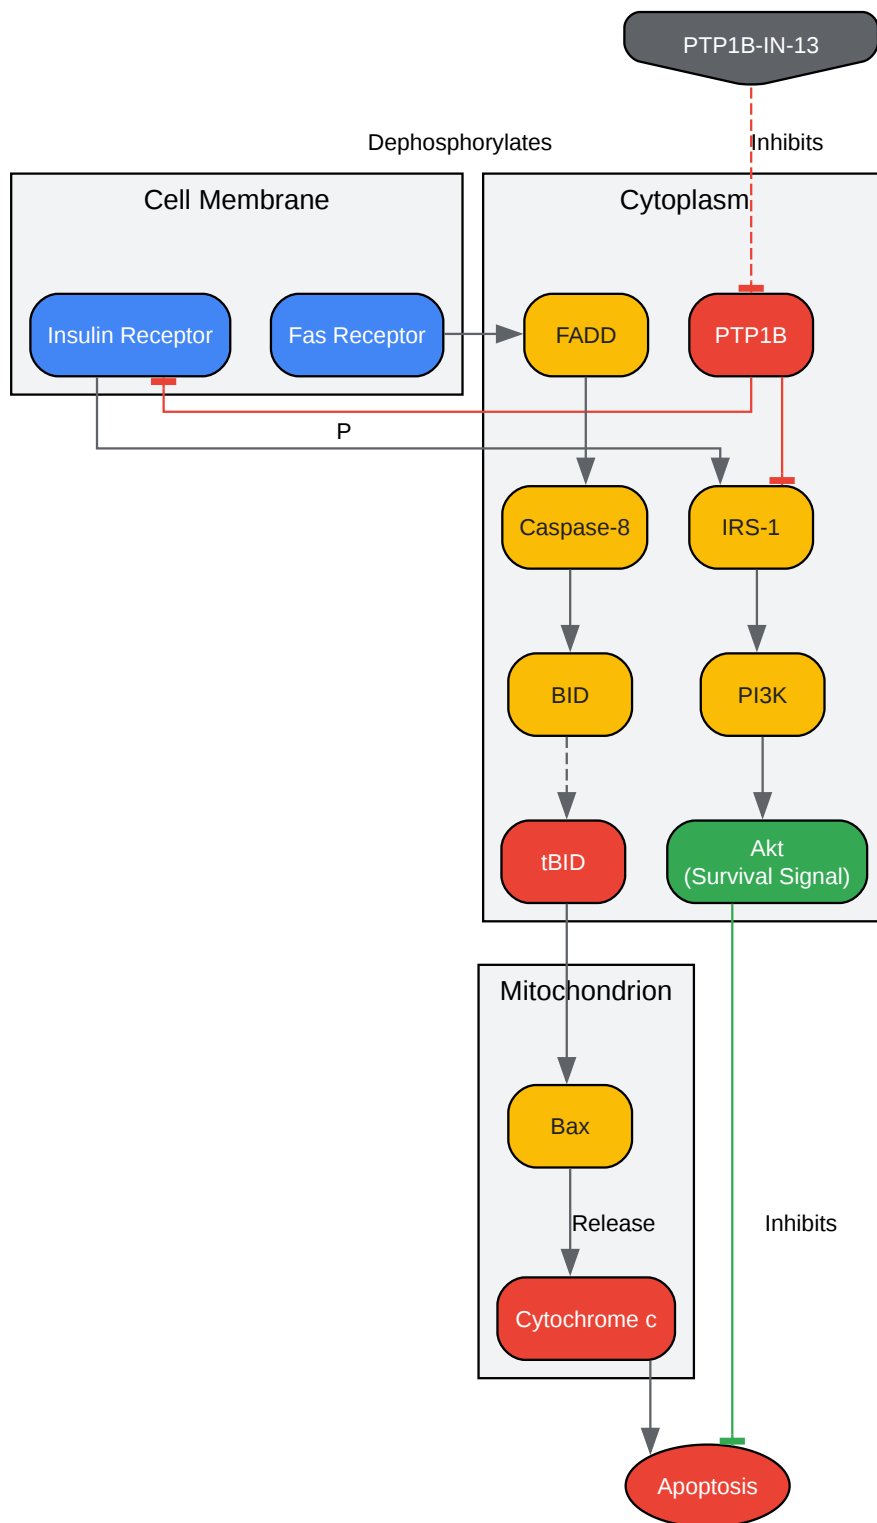 PTP1B-IN-13
Dephosphorylates
Inhibits
Cell Membrane
Cytoplasm
Insulin Receptor
Fas Receptor
FADD
PTP1B
P
Caspase-8
IRS-1
BID
PI3K
tBID
Akt
(Survival Signal)
Mitochondrion
Bax
Release
Inhibits
Cytochrome c
Apoptosis